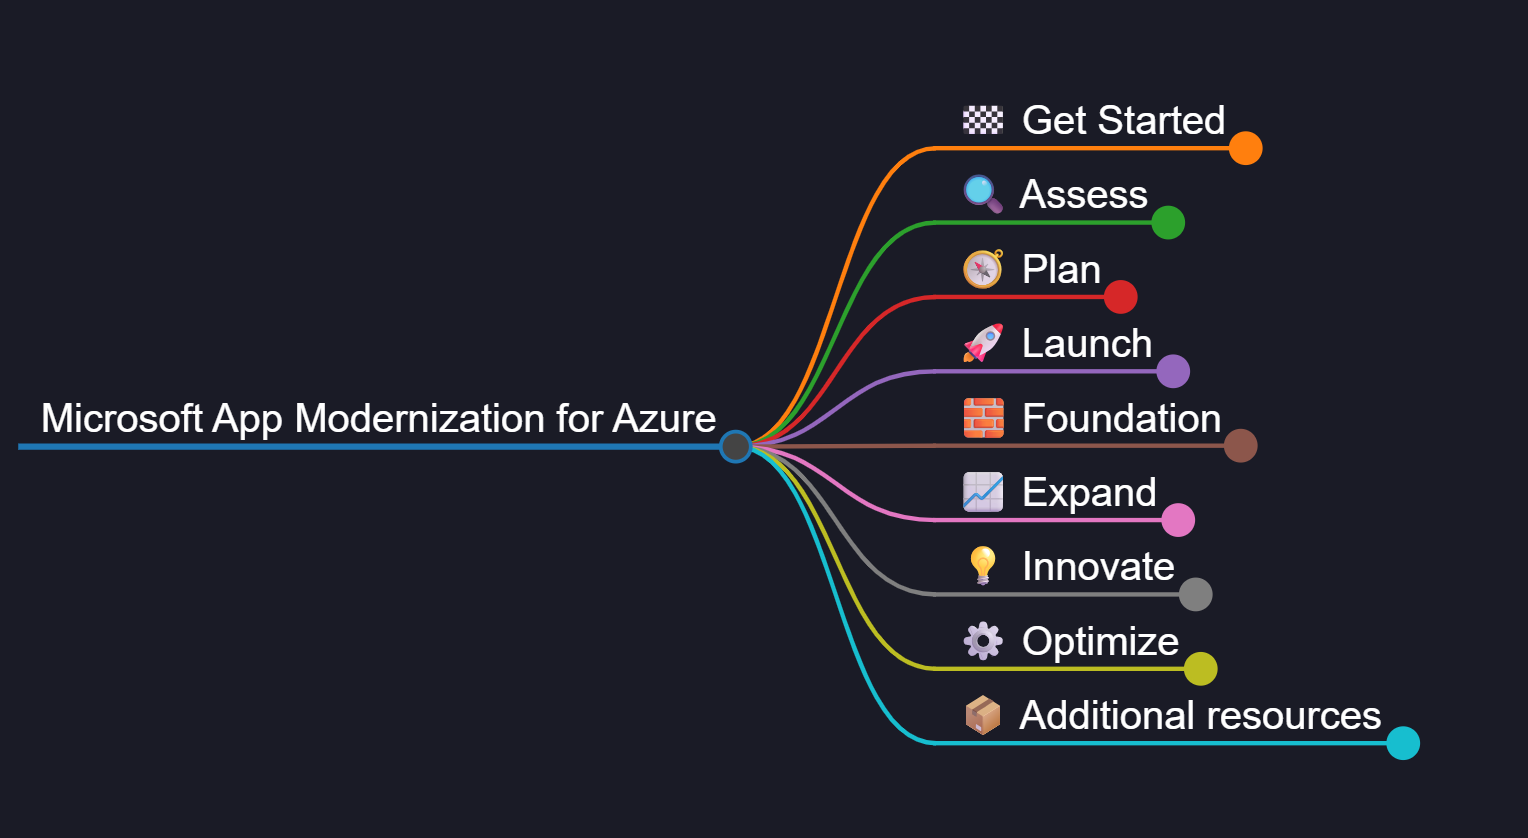 Get Started
Assess
Plan
Launch
Microsoft App Modernization for Azure
Foundation
Expand
Innovate
Optimize
Additional resources